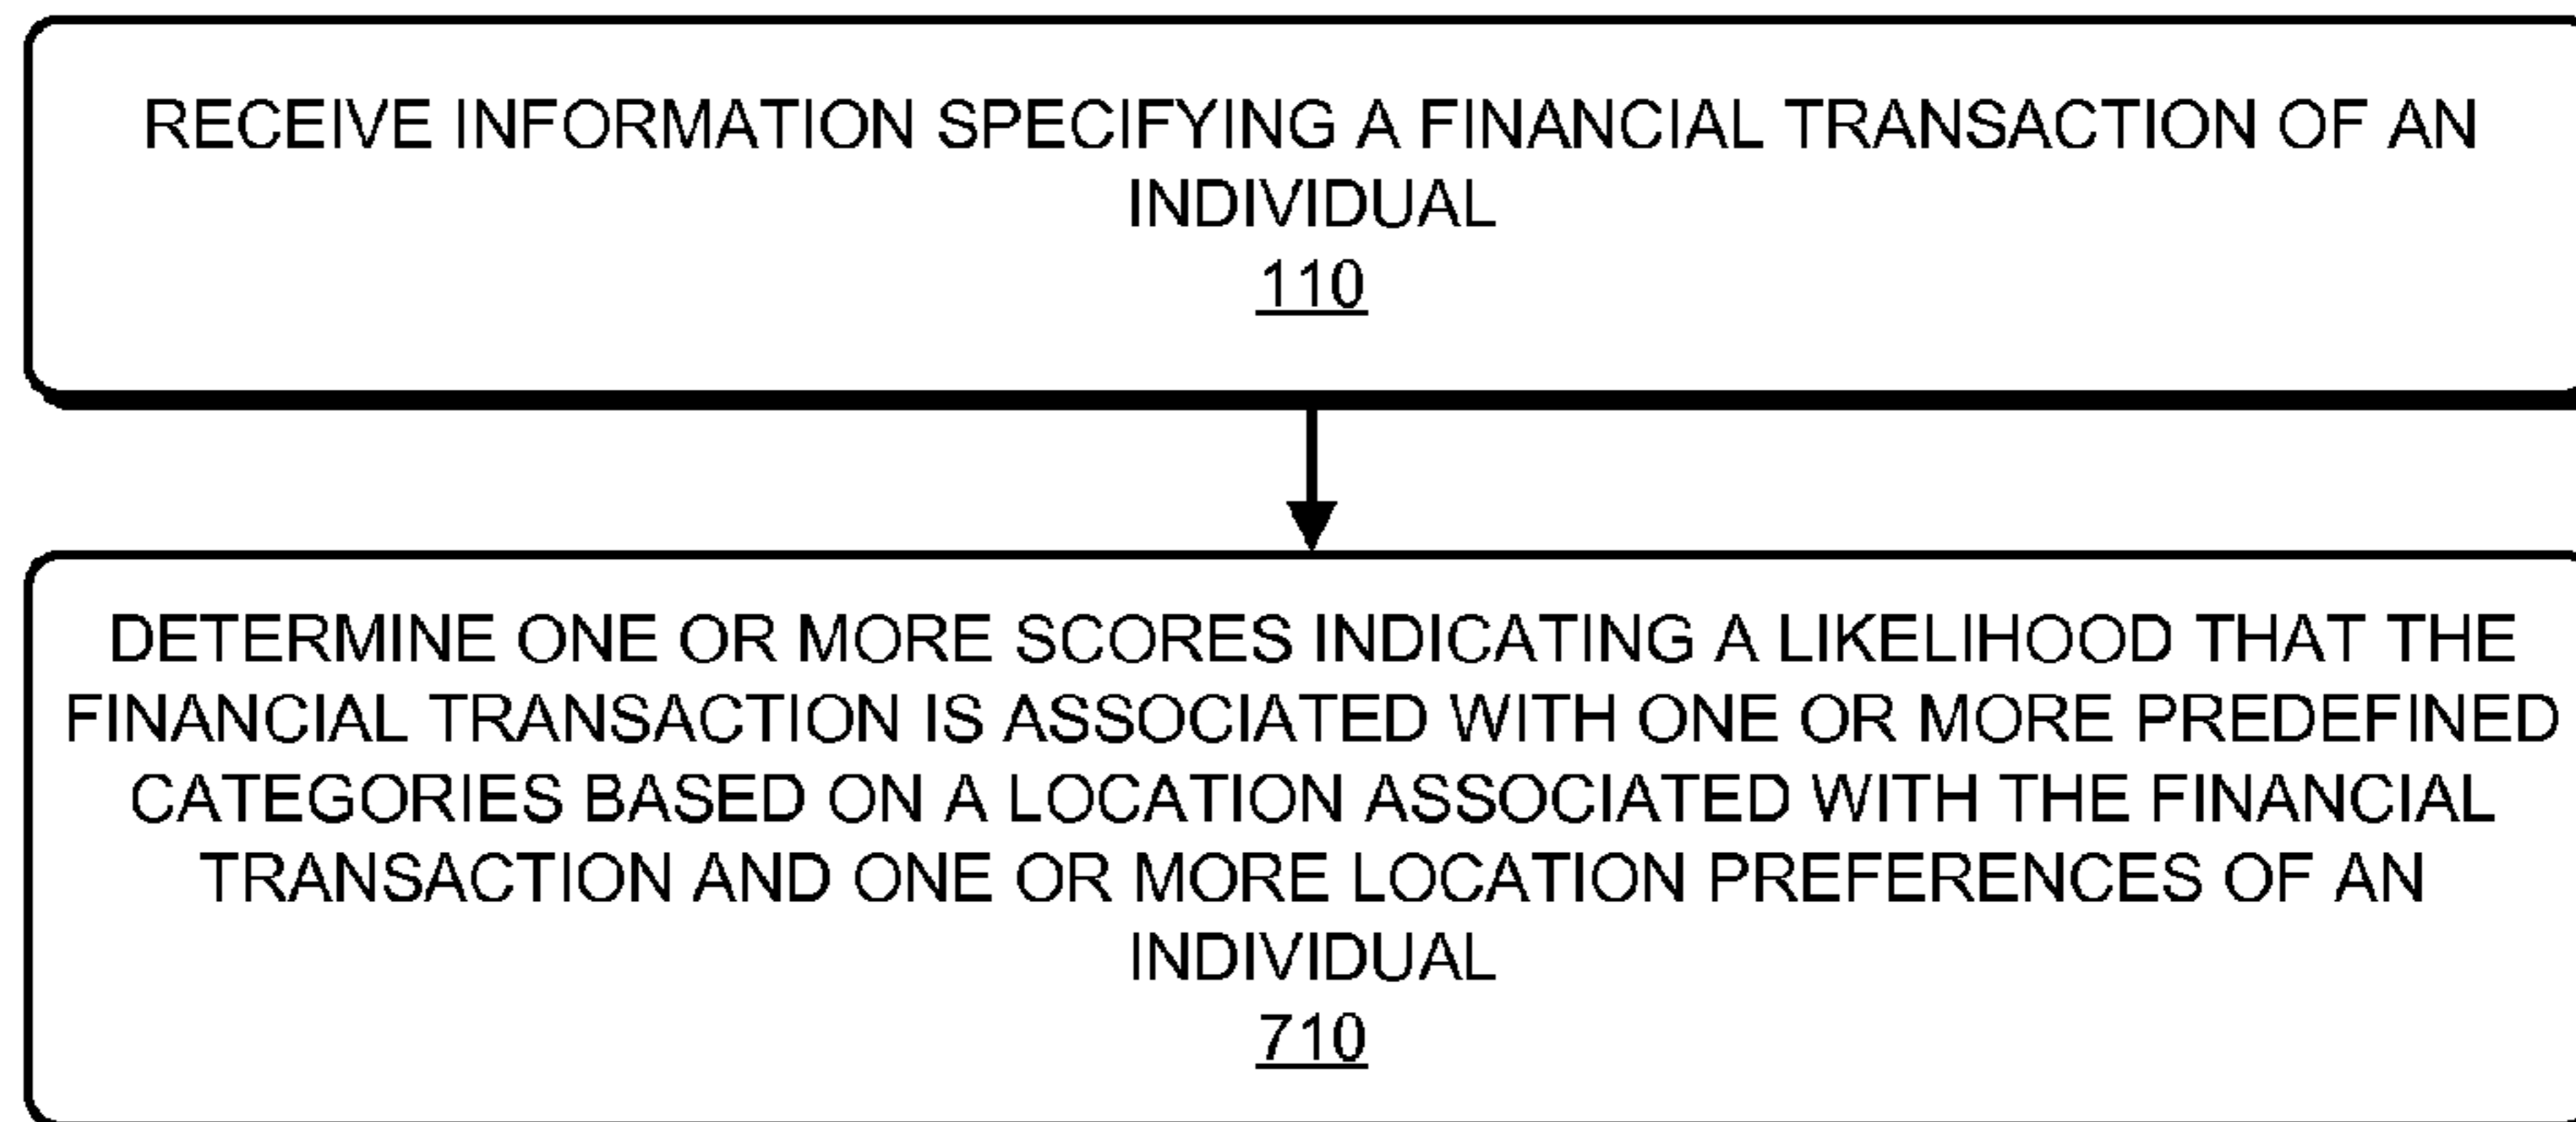 RECEIVE INFORMATION SPECIFYING A FINANCIAL TRANSACTION OF AN
INDIVIDUAL
110
DETERMINE ONE OR MORE SCORES INDICATING A LIKELIHOOD THAT THE
FINANCIAL TRANSACTION IS ASSOCIATED WITH ONE OR MORE PREDEFINED
CATEGORIES BASED ON A LOCATION ASSOCIATED WITH THE FINANCIAL
TRANSACTION AND ONE OR MORE LOCATION PREFERENCES OF AN
INDIVIDUAL
710